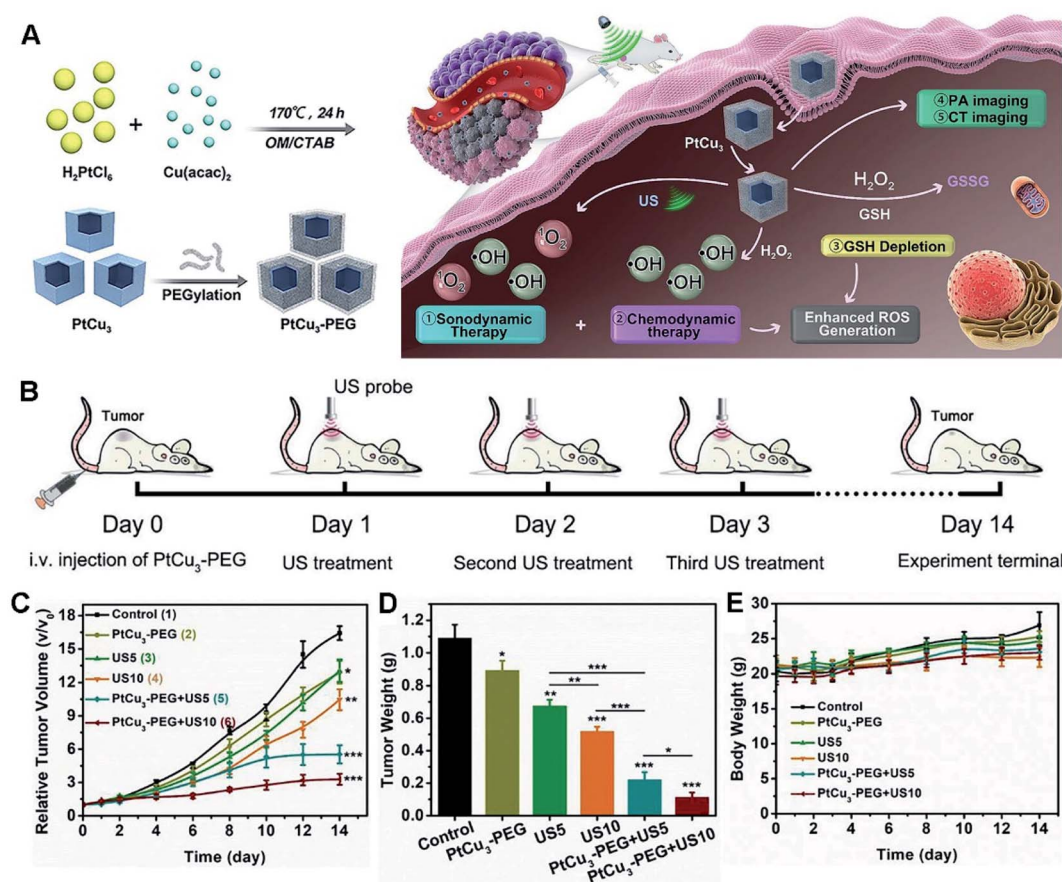 A
H₂PtCl₆
+
Cu(acac)₂
170℃, 24 h
OM/CTAB
PtCu₃
PEGylation
PtCu₃-PEG
PtCu₃
④PA imaging
⑤CT imaging
US
H₂O₂
GSH
GSSG
¹O₂
•OH
¹O₂
•OH
•OH
•OH
•OH
H₂O₂
③GSH Depletion
①Sonodynamic
Therapy
+
②Chemodynamic
therapy
Enhanced ROS
Generation
B
Tumor
US probe
Tumor
Day 0
Day 1
Day 2
Day 3
Day 14
i.v. injection of PtCu₃-PEG
US treatment
Second US treatment
Third US treatment
Experiment terminal
C
Relative Tumor Volume (v/v₀)
18
15
12
9
6
3
0
Control (1)
PtCu₃-PEG (2)
US5 (3)
US10 (4)
PtCu₃-PEG+US5 (5)
PtCu₃-PEG+US10 (6)
*
**
***
***
0 2 4 6 8 10 12 14
Time (day)
D
Tumor Weight (g)
1.2
1.0
0.8
0.6
0.4
0.2
0.0
***
**
***
*
*
**
***
***
***
Control
PtCu₃-PEG
US5
US10
PtCu₃-PEG+US5
PtCu₃-PEG+US10
E
Body Weight (g)
30
25
20
15
10
5
0
Control
PtCu₃-PEG
US5
US10
PtCu₃-PEG+US5
PtCu₃-PEG+US10
0 2 4 6 8 10 12 14
Time (day)